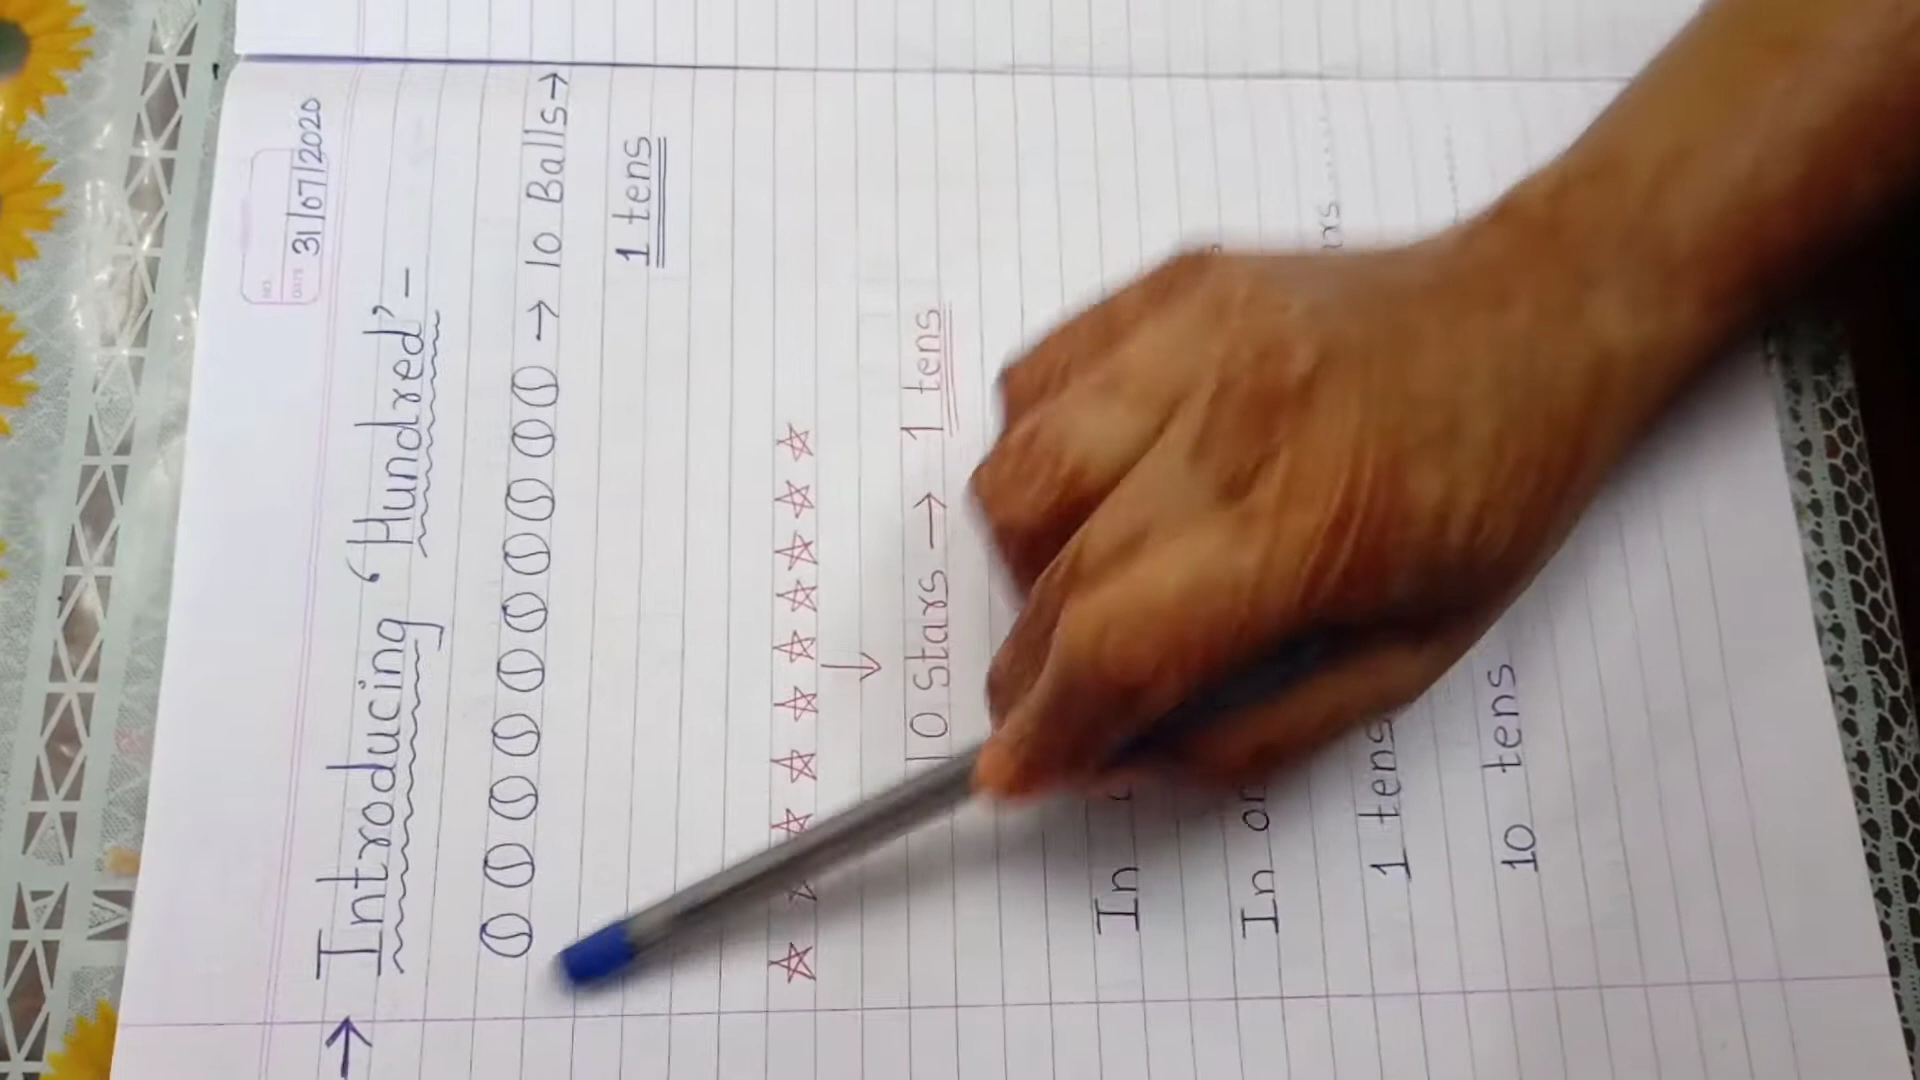 DATE 31/07/2020
→ Introducing 'Hundred' -
→ 10 Balls →
1 tens
10 Stars → 1 tens
In
In
1 tens
10 tens